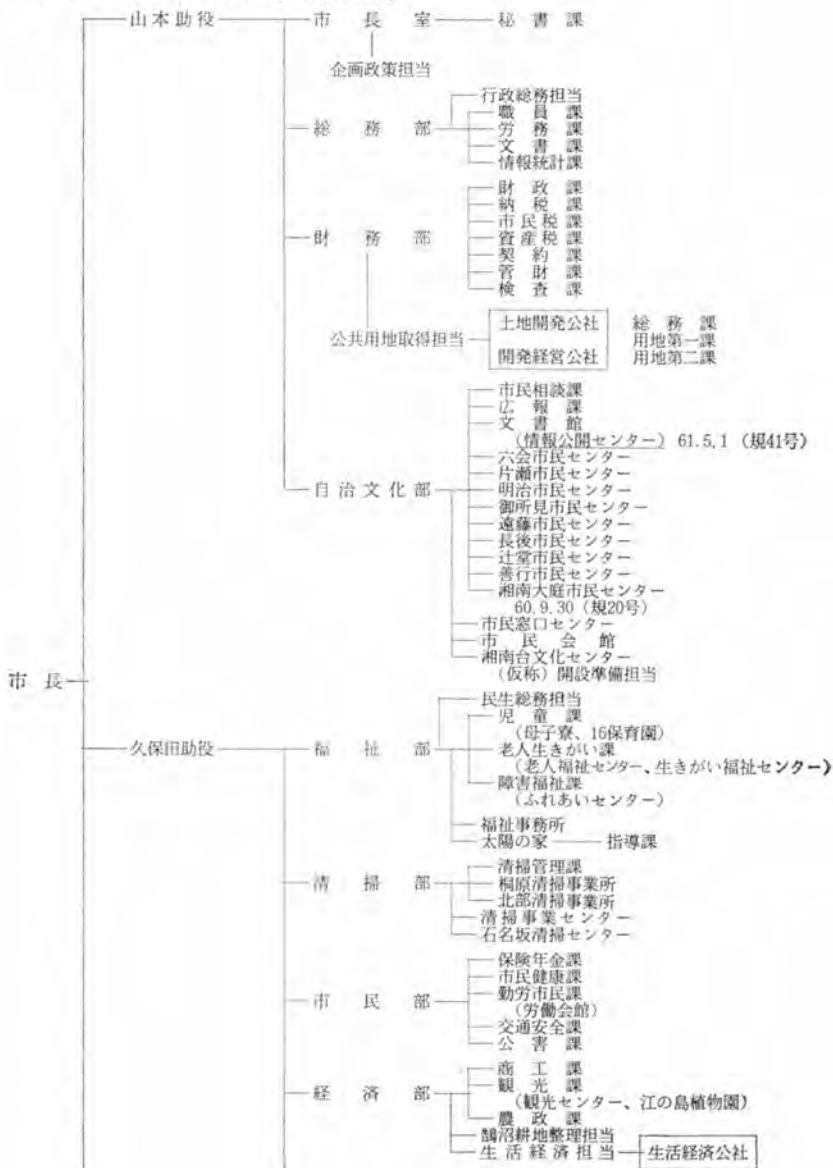 山本助役 市長室 秘書課
企画政策担当
総務部
行政総務担当
職員課
労務課
文書課
情報統計課
財務部
財政課
納税課
市民税課
資産税課
契約課
管財課
検査課
公共用地取得担当
土地開発公社 総務課
用地第一課
開発経営公社 用地第二課
自治文化部
市民相談課
広報課
文書館
(情報公開センター) 61.5.1 (規41号)
六会市民センター
片瀬市民センター
明治市民センター
御所見市民センター
遠藤市民センター
長後市民センター
辻堂市民センター
善行市民センター
湘南大庭市民センター
60.9.30 (規20号)
市民窓口センター
市民会館
湘南台文化センター
(仮称) 開設準備担当
市長
久保田助役 福祉部
民生総務担当
児童課
(母子寮、16保育園)
老人生きがい課
(老人福祉センター、生きがい福祉センター)
障害福祉課
(ふれあいセンター)
福祉事務所
太陽の家 指導課
清掃部
清掃管理課
桐原清掃事業所
北部清掃事業所
清掃事業センター
石名坂清掃センター
市民部
保険年金課
市民健康課
勤労市民課
(労働会館)
交通安全課
公害課
経済部
商工課
観光課
(観光センター、江の島植物園)
農政課
鵠沼耕地整理担当
生活経済担当 生活経済公社